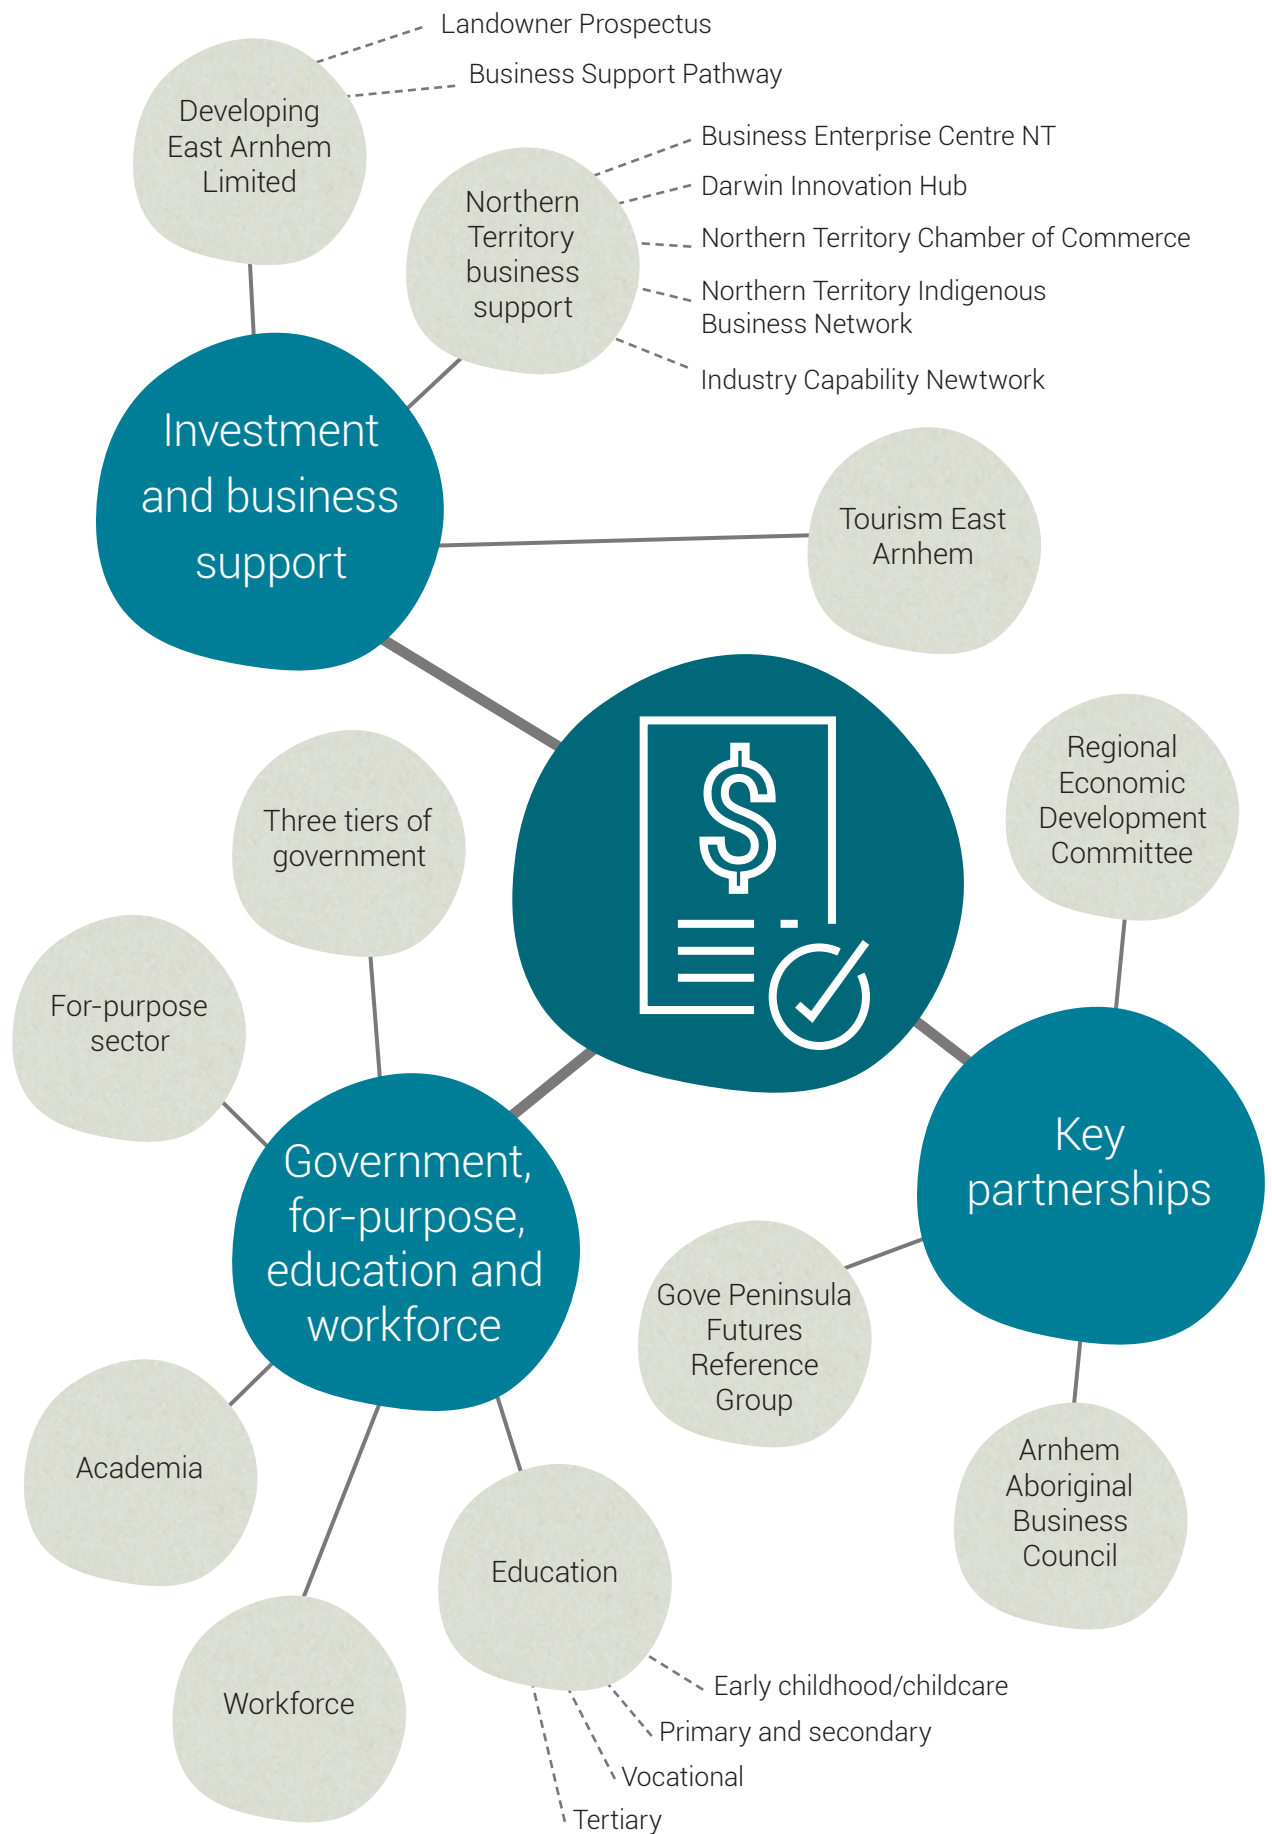 Landowner Prospectus
Business Support Pathway
Developing
East Arnhem
Limited
Business Enterprise Centre NT
Darwin Innovation Hub
Northern Territory Chamber of Commerce
Northern Territory Indigenous
Business Network
Industry Capability Newtwork
Northern
Territory
business
support
Investment
and business
support
Tourism East
Arnhem
$
Regional
Economic
Development
Committee
Three tiers of
government
For-purpose
sector
Key
partnerships
Government,
for-purpose,
education and
workforce
Gove Peninsula
Futures
Reference
Group
Arnhem
Aboriginal
Business
Council
Academia
Education
Workforce
Early childhood/childcare
Primary and secondary
Vocational
Tertiary